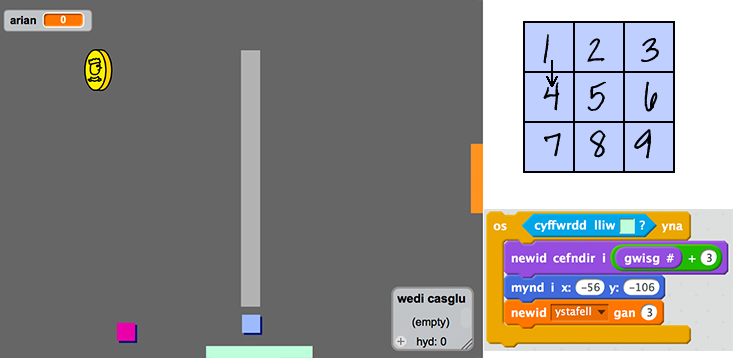 arian 0
wedi casglu
(empty)
+ hyd: 0
1 2 3
4 5 6
7 8 9
os cyffwrdd lliw ? yna
newid cefndir i gwisg # + 3
mynd i x: -56 y: -106
newid ystafell gan 3